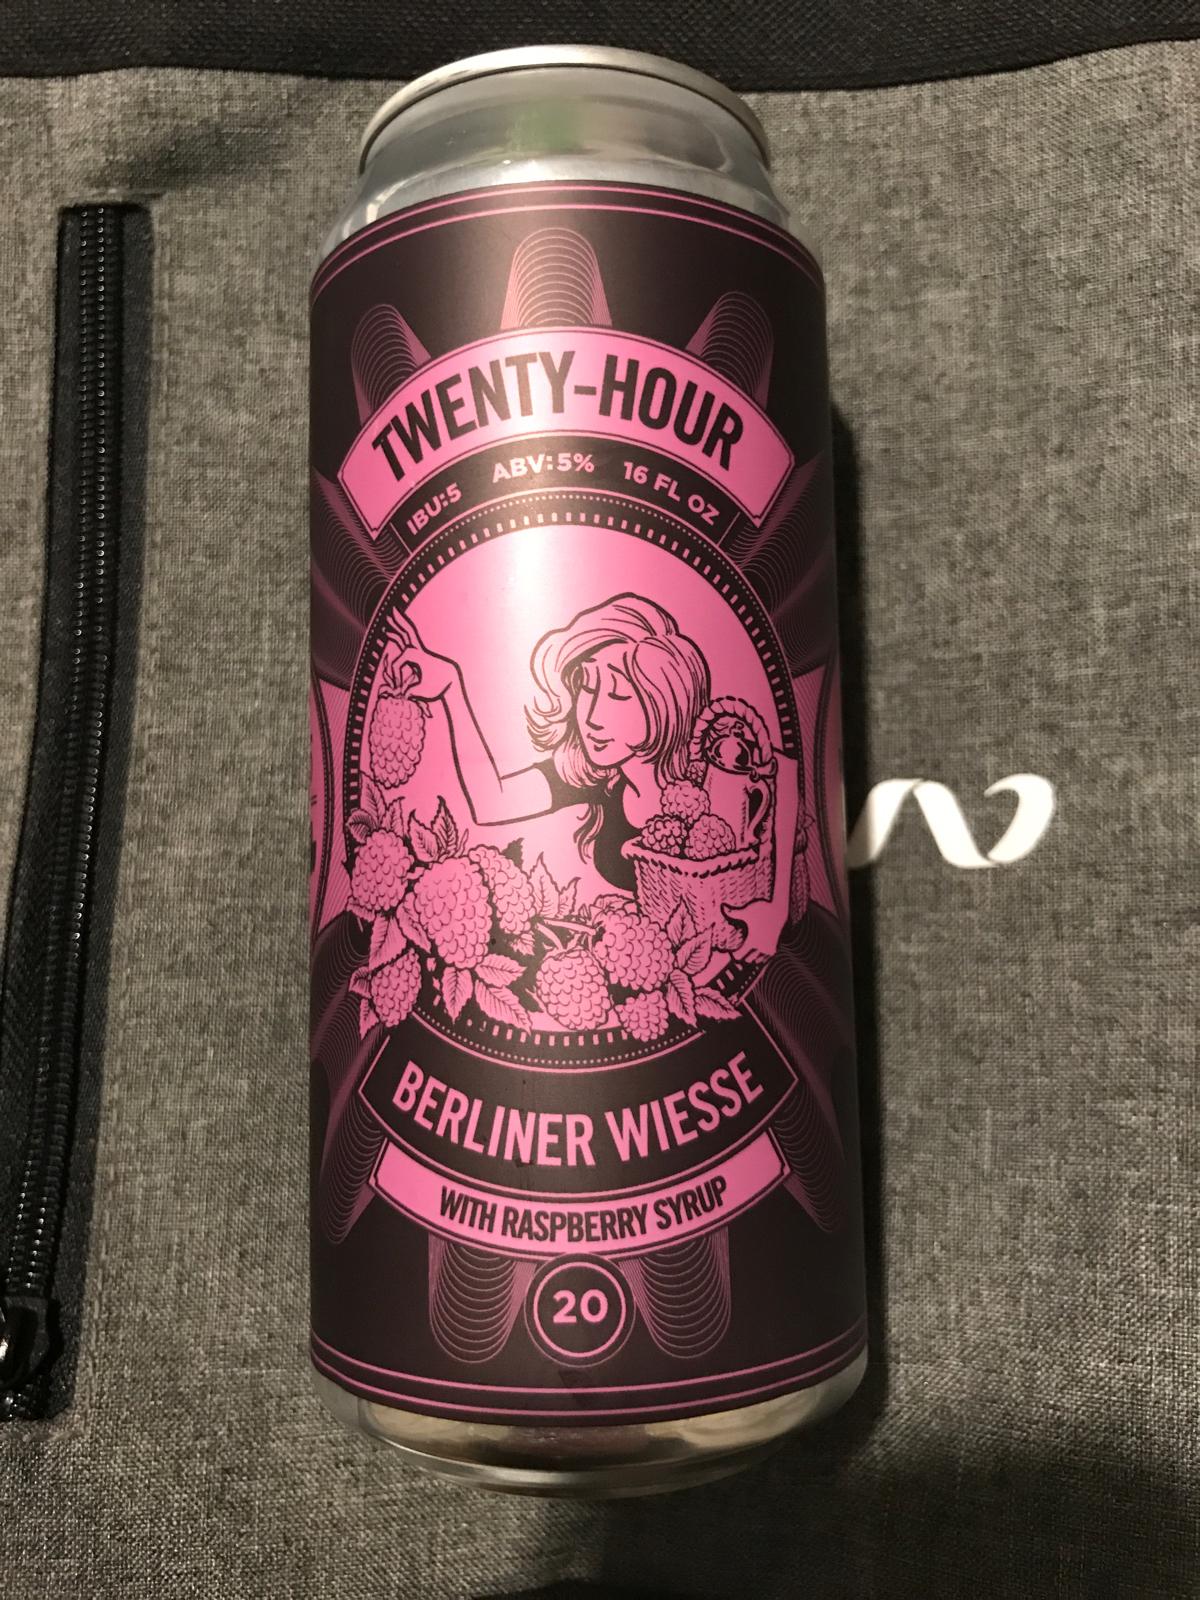 TWENTY-HOUR
IBU:5 ABV:5% 16 FL OZ
BERLINER WIESSE
WITH RASPBERRY SYRUP
20